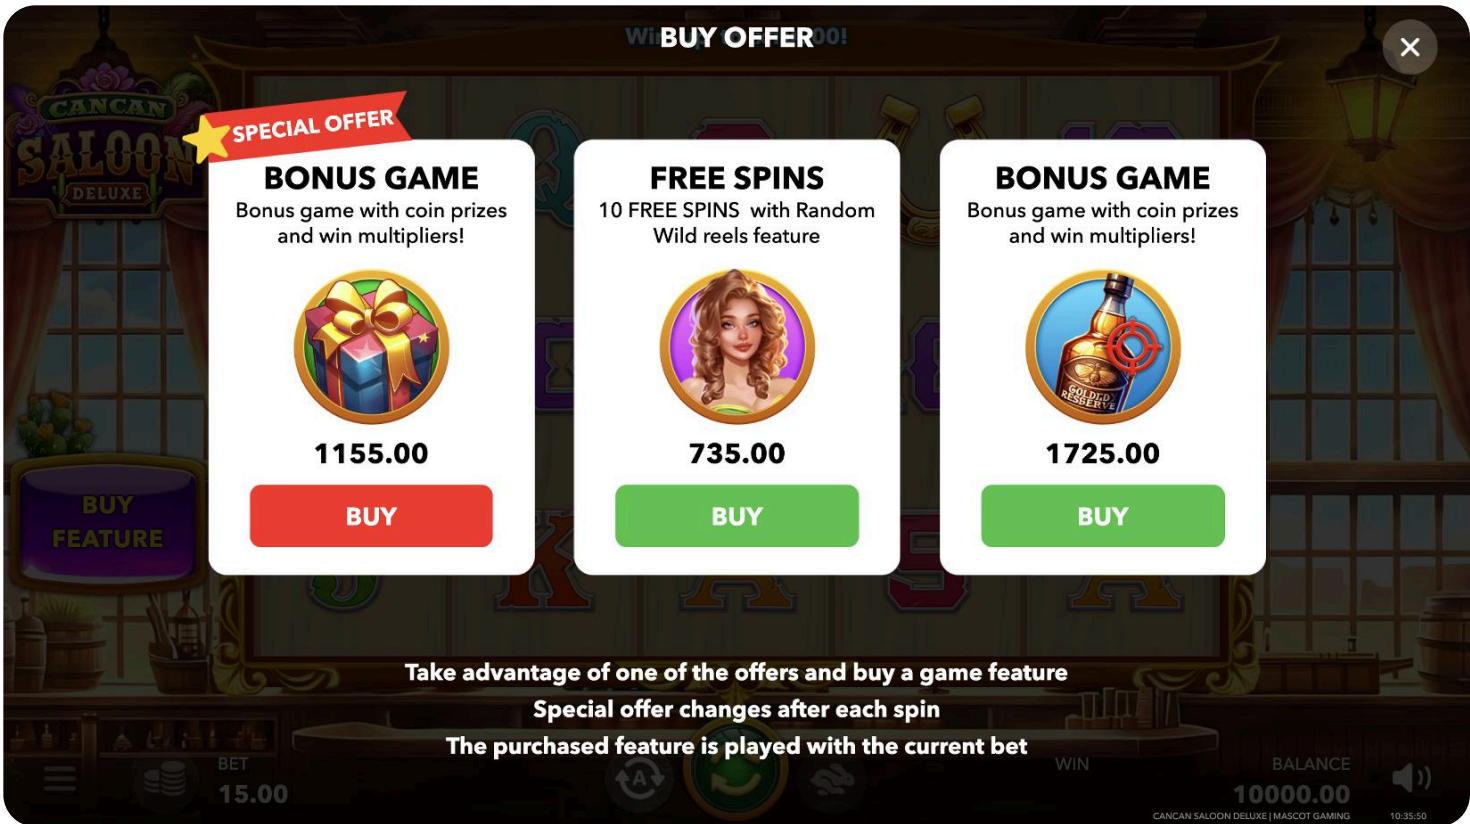 BUY OFFER
CANCAN
SALOON
DELUXE
SPECIAL OFFER
BONUS GAME
Bonus game with coin prizes
and win multipliers!
1155.00
BUY
FREE SPINS
10 FREE SPINS with Random
Wild reels feature
735.00
BUY
BONUS GAME
Bonus game with coin prizes
and win multipliers!
GOLDEDY
RESSERVE
1725.00
BUY
BUY
FEATURE
Take advantage of one of the offers and buy a game feature
Special offer changes after each spin
The purchased feature is played with the current bet
BET
15.00
A
WIN
BALANCE
10000.00
CANCAN SALOON DELUXE | MASCOT GAMING
10:35:50